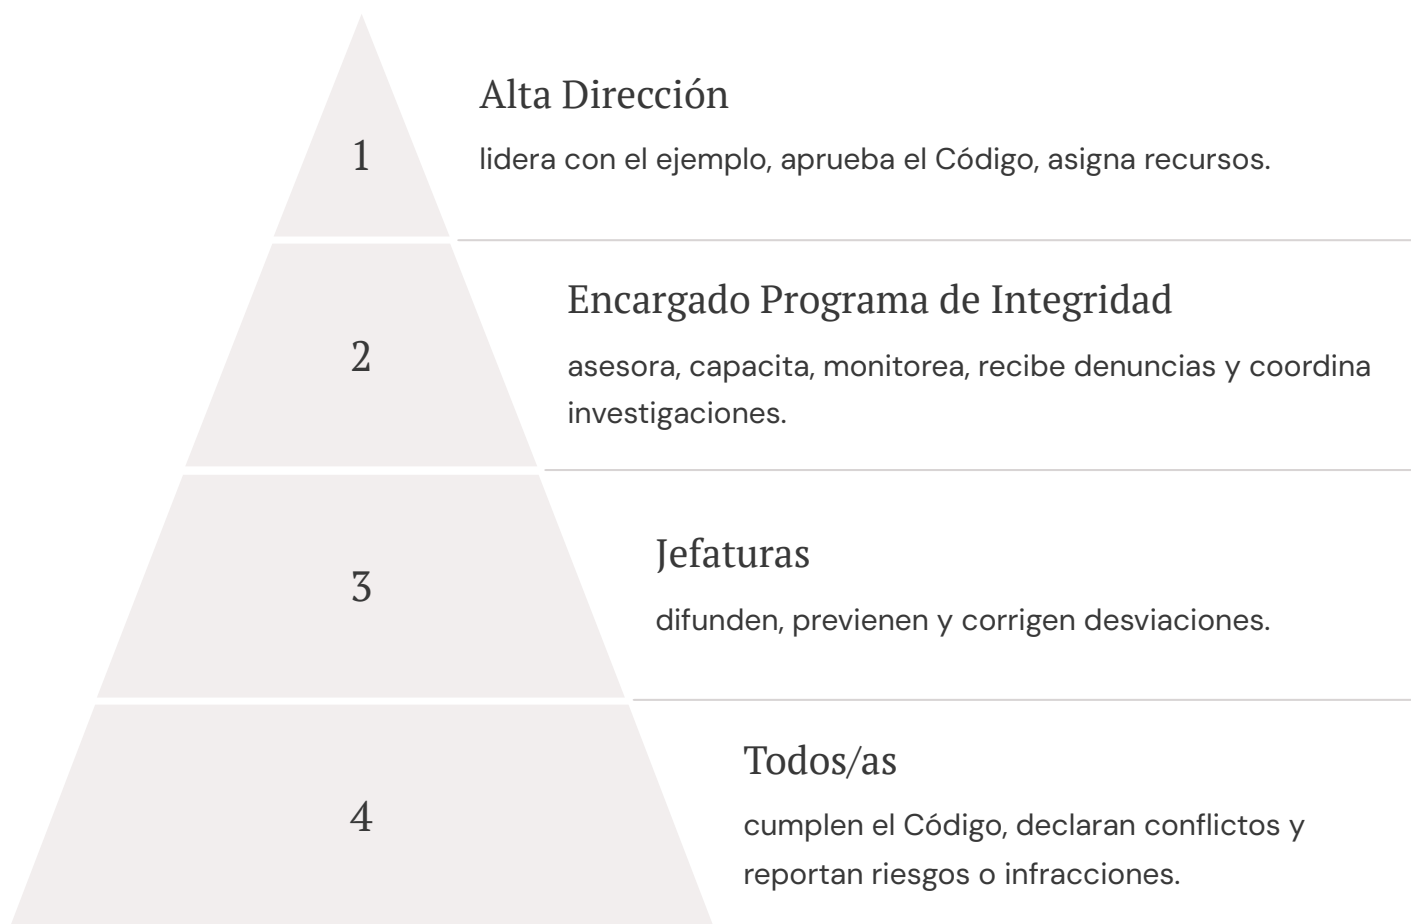 1
Alta Dirección
lidera con el ejemplo, aprueba el Código, asigna recursos.
2
Encargado Programa de Integridad
asesora, capacita, monitorea, recibe denuncias y coordina
investigaciones.
3
Jefaturas
difunden, previenen y corrigen desviaciones.
4
Todos/as
cumplen el Código, declaran conflictos y
reportan riesgos o infracciones.